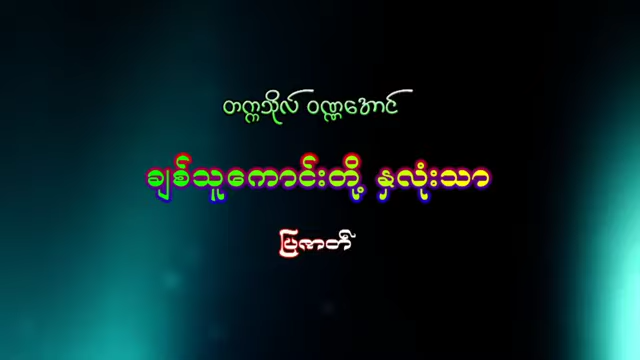 တက္ကသိုလ် ဝဏ္ဏအောင်
ချစ်သူကောင်းတို့ နှလုံးသာ
ပြဇာတ်